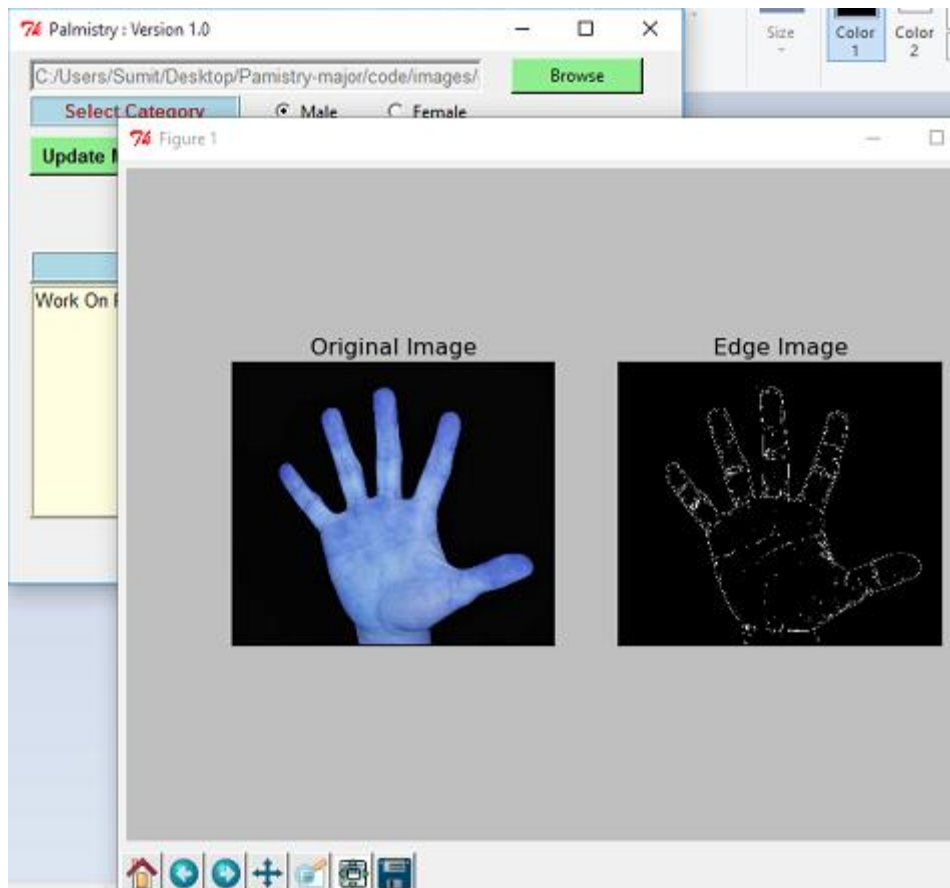 Palmistry : Version 1.0
C:/Users/Sumit/Desktop/Pamistry-major/code/images/
Browse
Select Category
Male
Female
Size
Color 1
Color 2
Update
Figure 1
Work On
Original Image
Edge Image